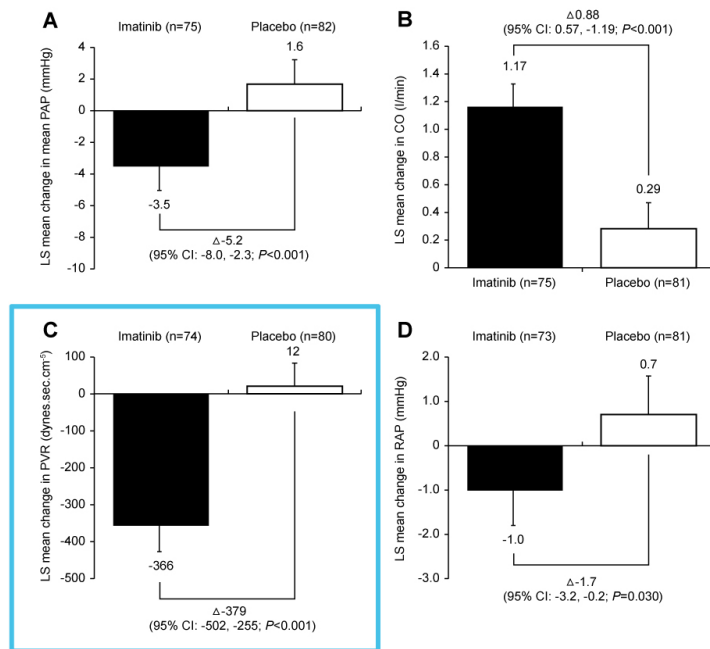 A
Imatinib (n=75) Placebo (n=82)
LS mean change in mean PAP (mmHg)
4
2
0
-2
-4
-6
-8
-10
1.6
-3.5
Δ-5.2
(95% CI: -8.0, -2.3; P<0.001)
B
Δ0.88
(95% CI: 0.57, -1.19; P<0.001)
LS mean change in CO (l/min)
1.6
1.4
1.2
1.0
0.8
0.6
0.4
0.2
0
1.17
0.29
Imatinib (n=75) Placebo (n=81)
C
Imatinib (n=74) Placebo (n=80)
LS mean change in PVR (dynes.sec.cm⁻⁵)
100
0
-100
-200
-300
-400
-500
12
-366
Δ-379
(95% CI: -502, -255; P<0.001)
D
Imatinib (n=73) Placebo (n=81)
LS mean change in RAP (mmHg)
2.0
1.0
0
-1.0
-2.0
-3.0
0.7
-1.0
Δ-1.7
(95% CI: -3.2, -0.2; P=0.030)